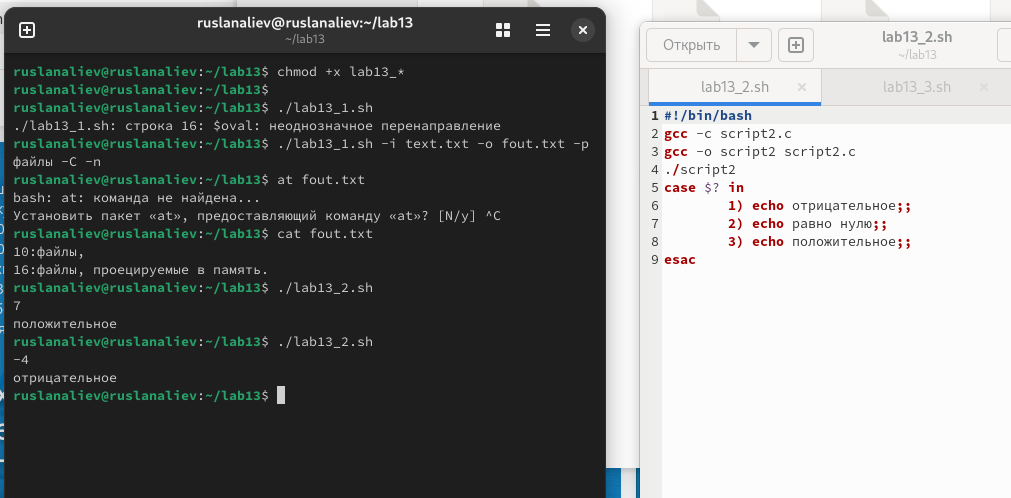 ruslanaliev@ruslanaliev:~/lab13
~/lab13
ruslanaliev@ruslanaliev:~/lab13$ chmod +x lab13_*
ruslanaliev@ruslanaliev:~/lab13$
ruslanaliev@ruslanaliev:~/lab13$ ./lab13_1.sh
./lab13_1.sh: строка 16: $oval: неоднозначное перенаправление
ruslanaliev@ruslanaliev:~/lab13$ ./lab13_1.sh -i text.txt -o fout.txt -p
файлы -C -n
ruslanaliev@ruslanaliev:~/lab13$ at fout.txt
bash: at: команда не найдена...
Установить пакет «at», предоставляющий команду «at»? [N/y] ^C
ruslanaliev@ruslanaliev:~/lab13$ cat fout.txt
10:файлы,
16:файлы, проецируемые в память.
ruslanaliev@ruslanaliev:~/lab13$ ./lab13_2.sh
7
положительное
ruslanaliev@ruslanaliev:~/lab13$ ./lab13_2.sh
-4
отрицательное
ruslanaliev@ruslanaliev:~/lab13$
Открыть
lab13_2.sh
~/lab13
lab13_2.sh × lab13_3.sh ×
1 #!/bin/bash
2 gcc -c script2.c
3 gcc -o script2 script2.c
4 ./script2
5 case $? in
6 1) echo отрицательное;;
7 2) echo равно нулю;;
8 3) echo положительное;;
9 esac